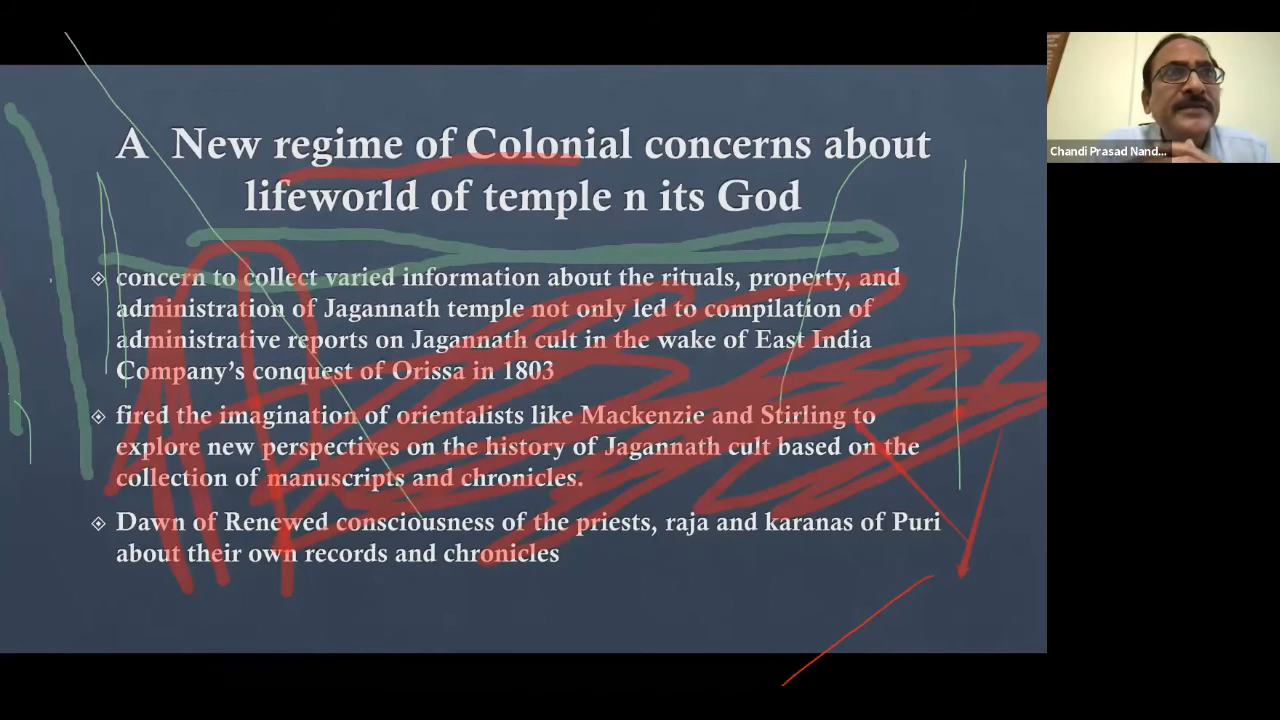 A New regime of Colonial concerns about
lifeworld of temple n its God
concern to collect varied information about the rituals, property, and
administration of Jagannath temple not only led to compilation of
administrative reports on Jagannath cult in the wake of East India
Company's conquest of Orissa in 1803
fired the imagination of orientalists like Mackenzie and Stirling to
explore new perspectives on the history of Jagannath cult based on the
collection of manuscripts and chronicles.
Dawn of Renewed consciousness of the priests, raja and karanas of Puri
about their own records and chronicles
Chandi Prasad Nand...